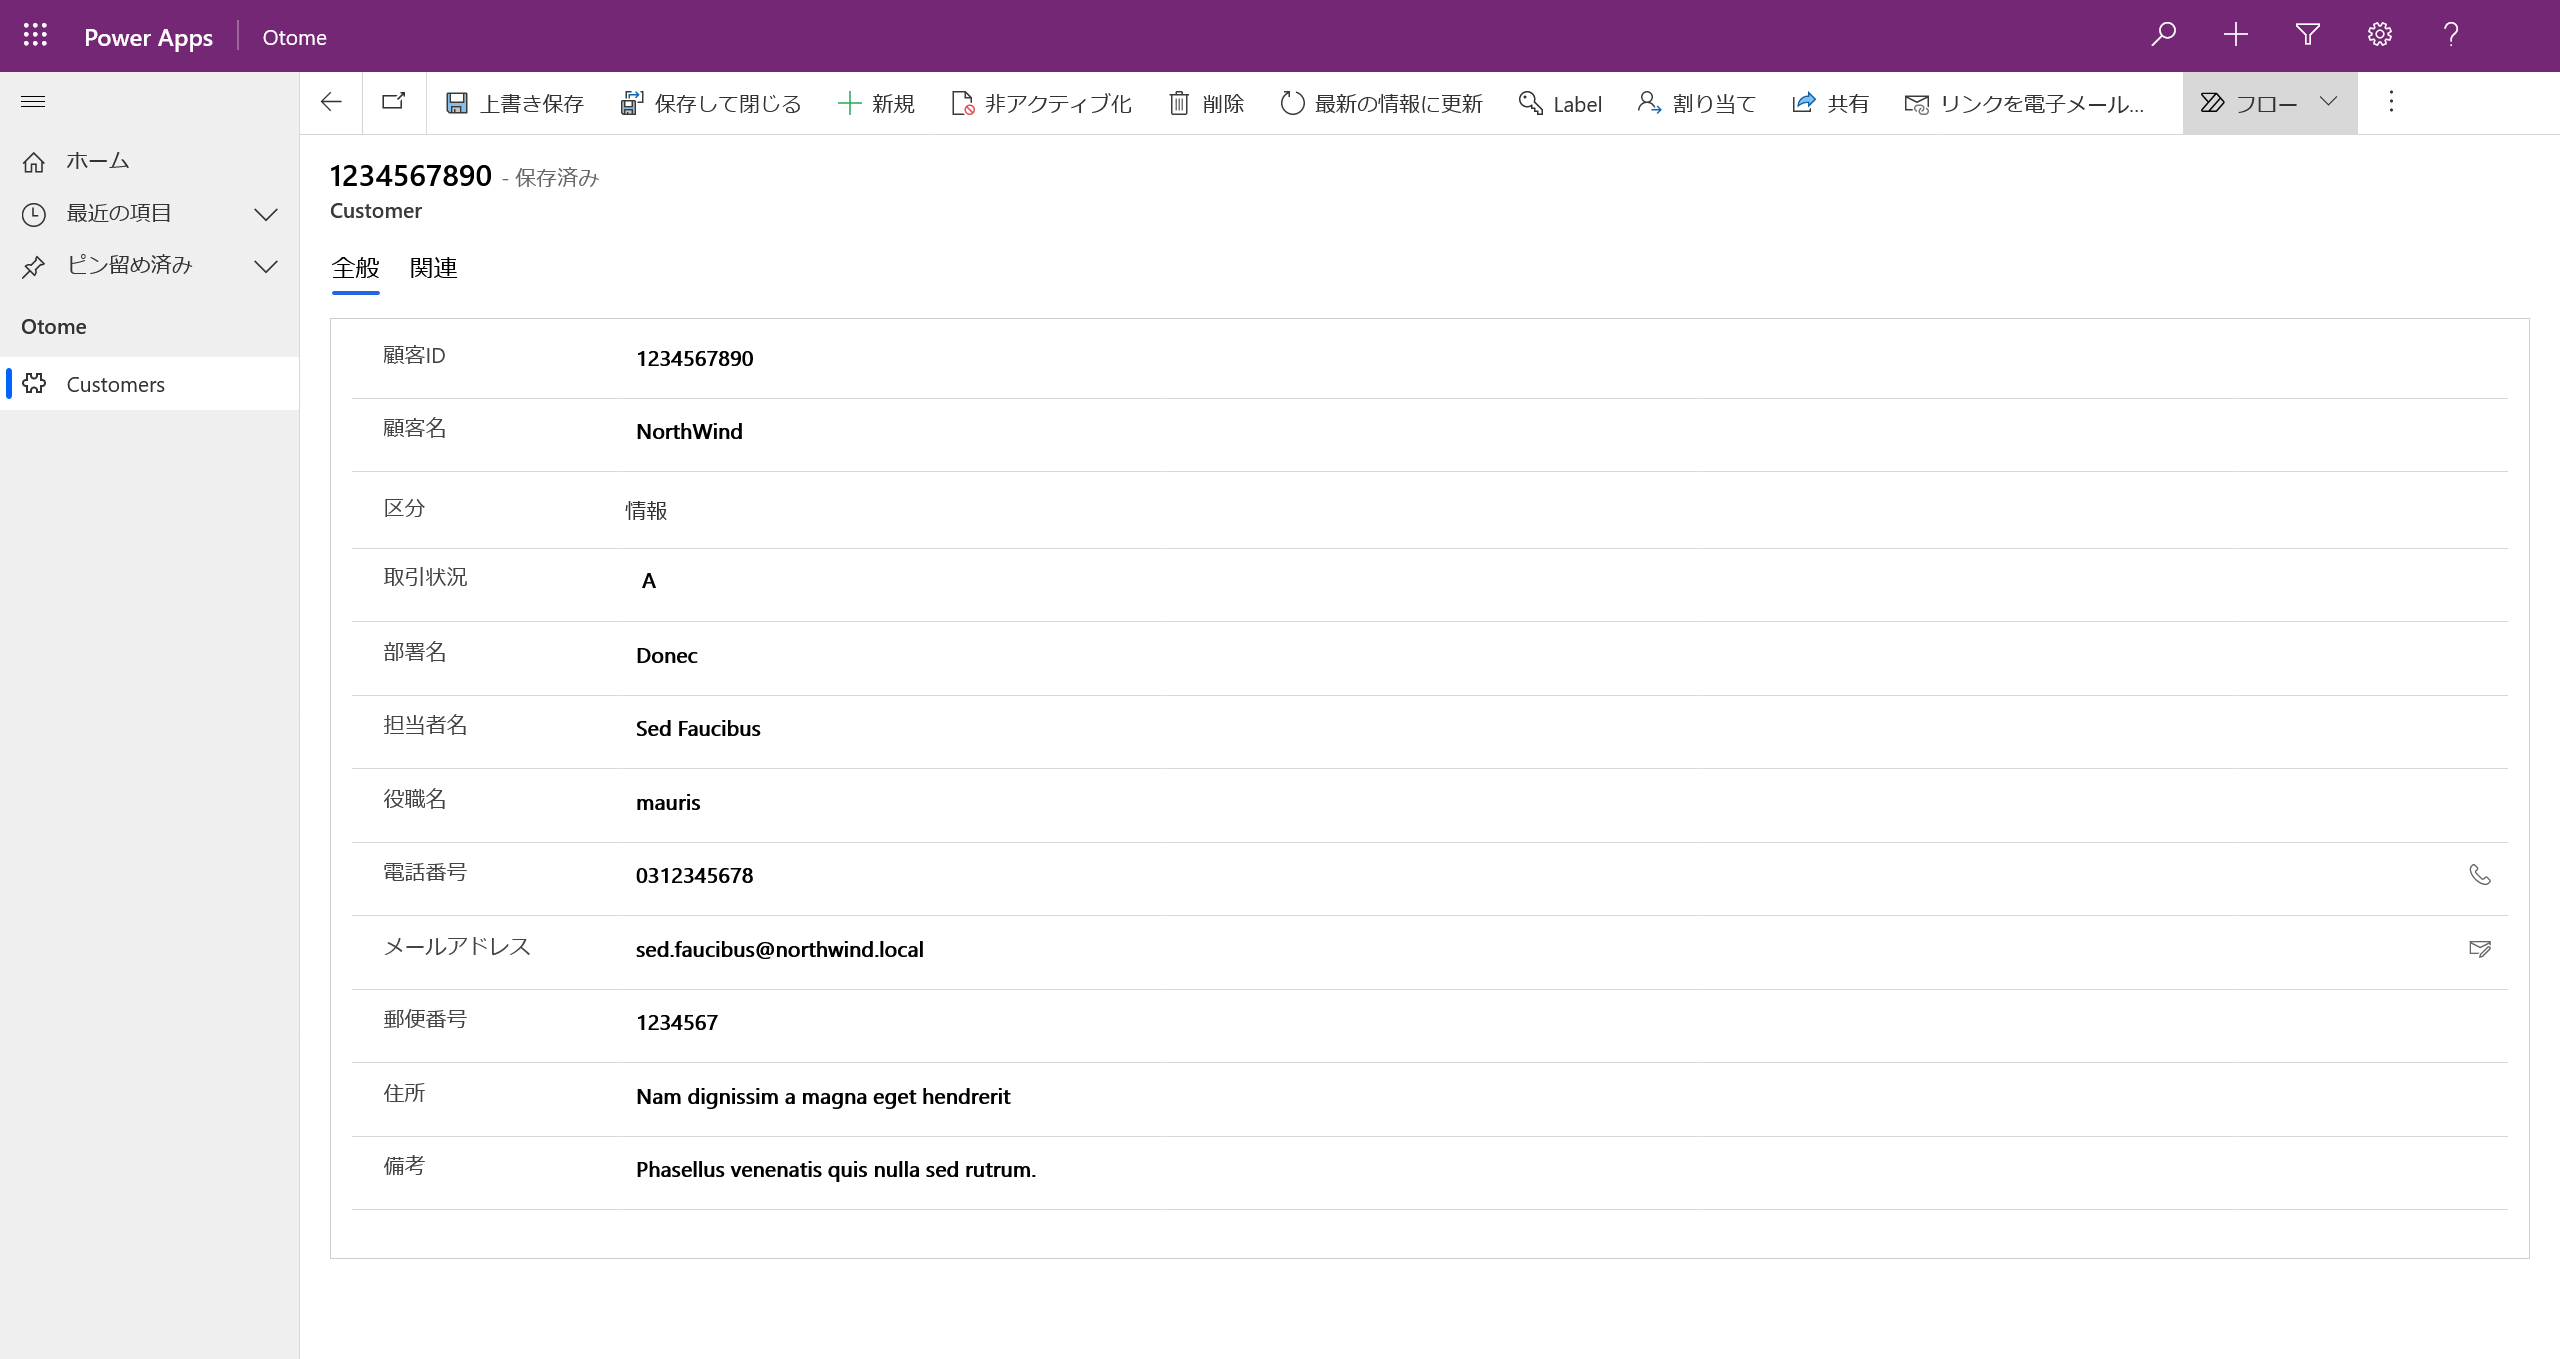 Power Apps
Otome
上書き保存
保存して閉じる
新規
非アクティブ化
削除
最新の情報に更新
Label
割り当て
共有
リンクを電子メール...
フロー
ホーム
最近の項目
ピン留め済み
Otome
Customers
1234567890 - 保存済み
Customer
全般 関連
顧客ID 1234567890
顧客名 NorthWind
区分 情報
取引状況 A
部署名 Donec
担当者名 Sed Faucibus
役職名 mauris
電話番号 0312345678
メールアドレス sed.faucibus@northwind.local
郵便番号 1234567
住所 Nam dignissim a magna eget hendrerit
備考 Phasellus venenatis quis nulla sed rutrum.